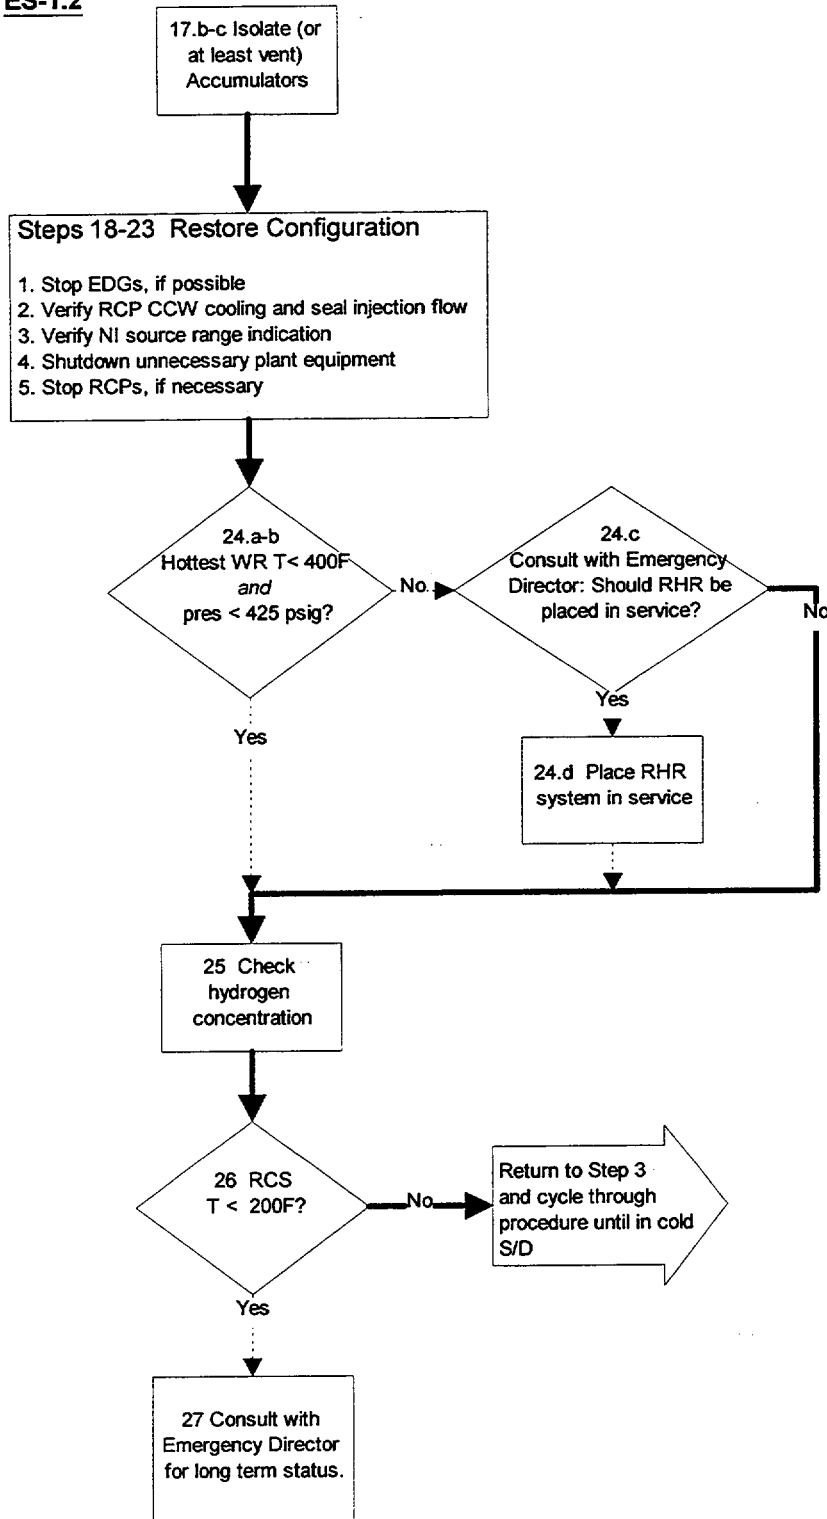 ES-1.2
17.b-c Isolate (or
at least vent)
Accumulators
Steps 18-23 Restore Configuration
1. Stop EDGs, if possible
2. Verify RCP CCW cooling and seal injection flow
3. Verify NI source range indication
4. Shutdown unnecessary plant equipment
5. Stop RCPs, if necessary
24.a-b
Hottest WR T< 400F
and
pres < 425 psig?
No
24.c
Consult with Emergency
Director: Should RHR be
placed in service?
No
Yes
Yes
24.d Place RHR
system in service
25 Check
hydrogen
concentration
26 RCS
T < 200F?
No
Return to Step 3
and cycle through
procedure until in cold
S/D
Yes
27 Consult with
Emergency Director
for long term status.